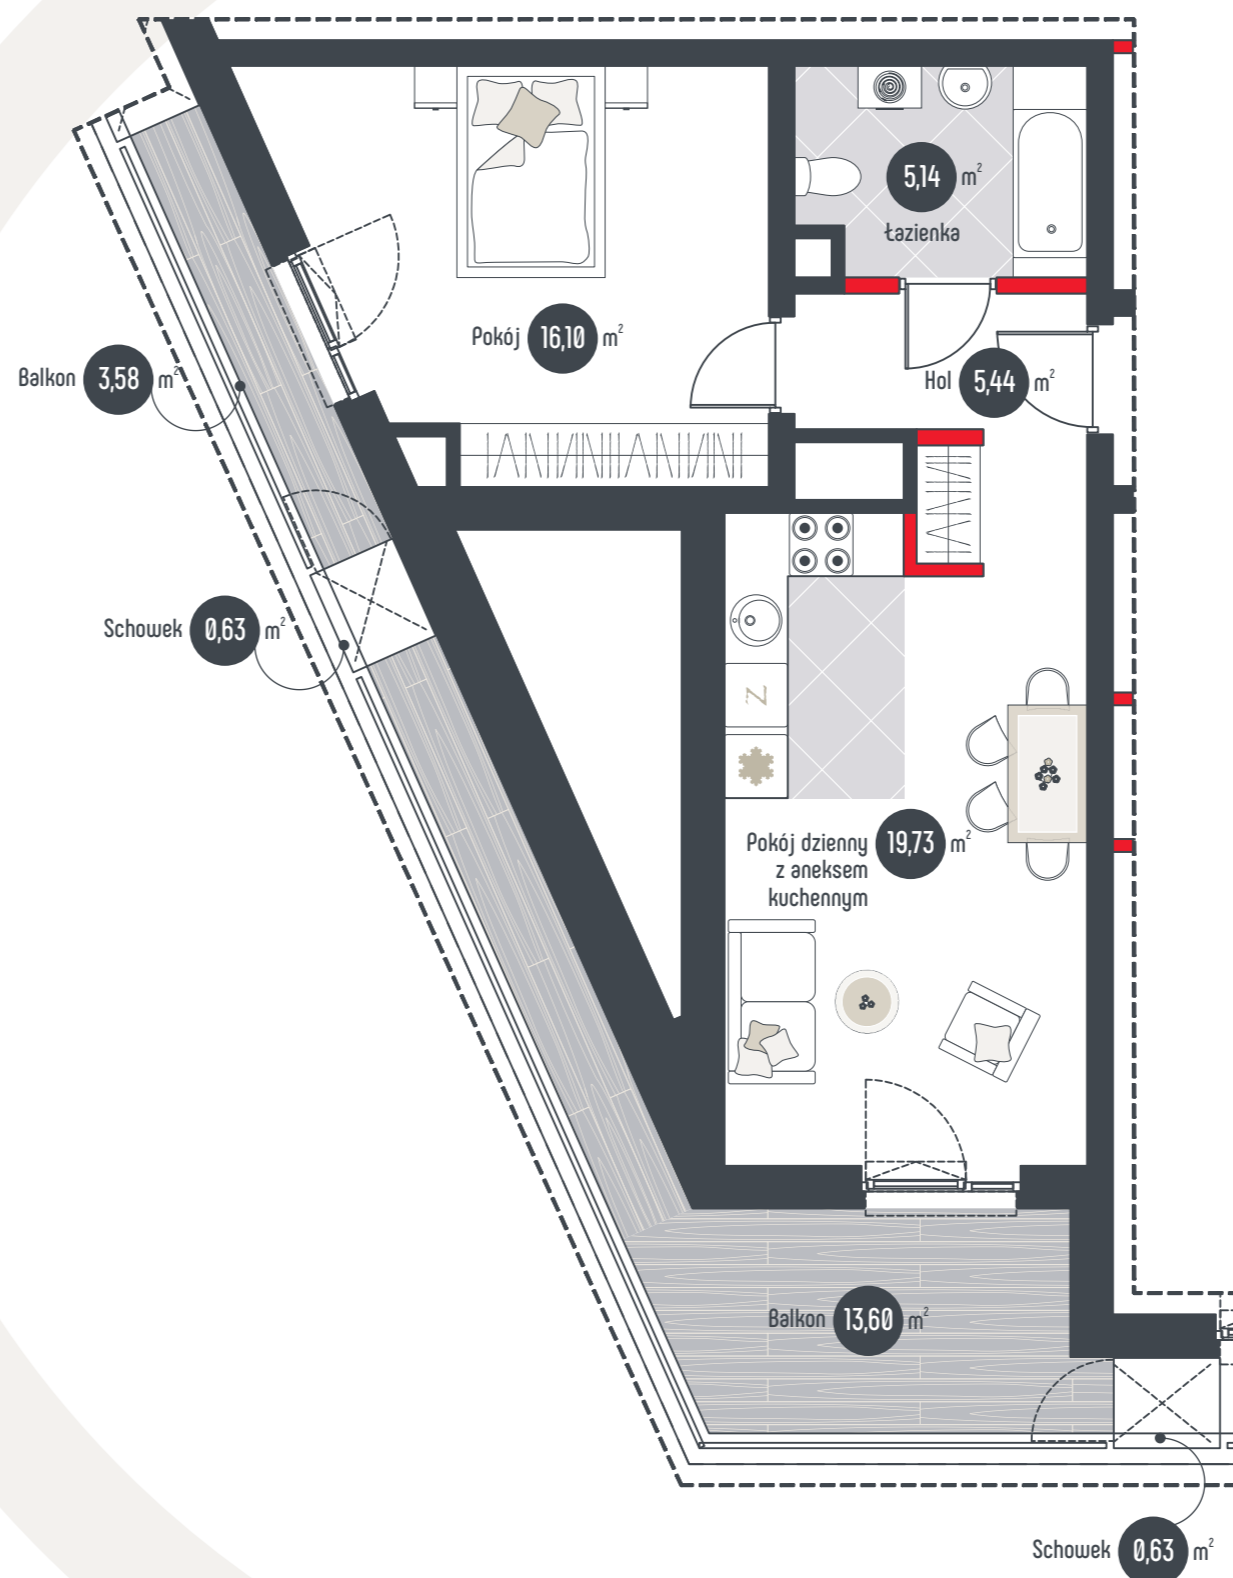 5,14 m²
Łazienka
Pokój 16,10 m²
Balkon 3,58 m²
Hol 5,44 m²
Schowek 0,63 m²
Z
Pokój dzienny 19,73 m²
z aneksem
kuchennym
Balkon 13,60 m²
Schowek 0,63 m²